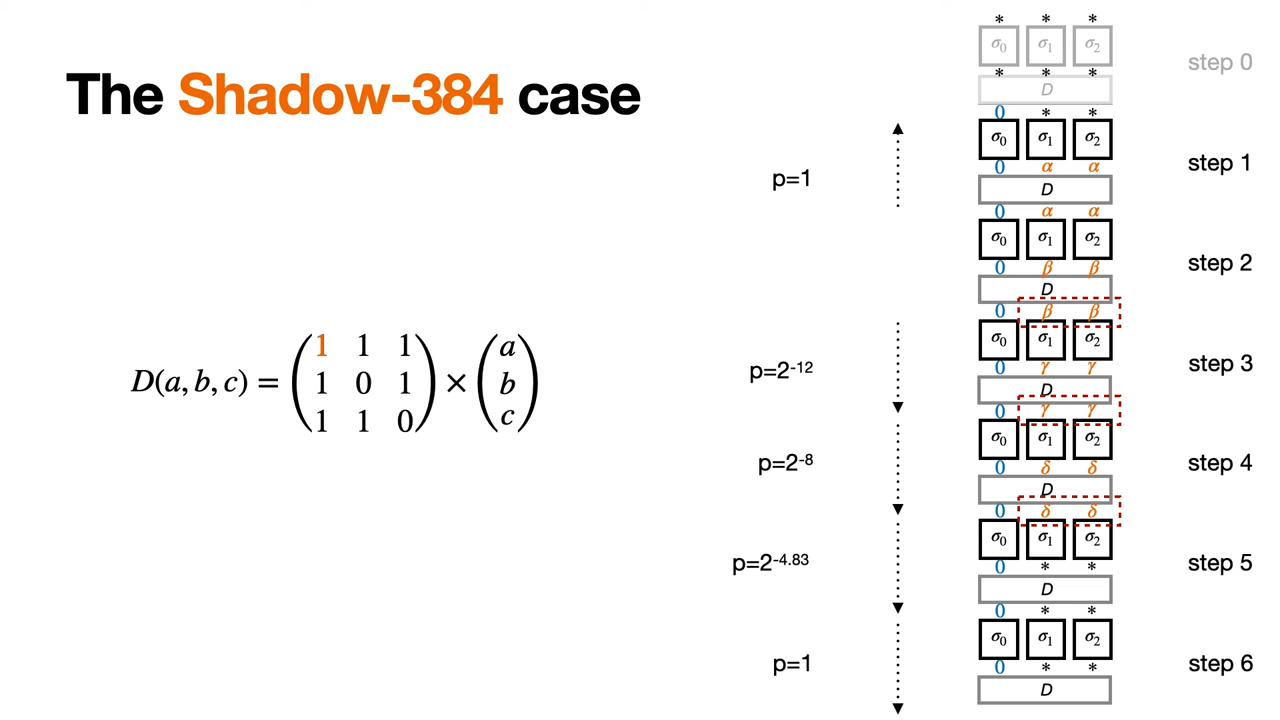 The Shadow-384 case
D(a, b, c) = ( 1 1 1 ) × ( a )
( 1 0 1 ) ( b )
( 1 1 0 ) ( c )
* * *
σ₀ σ₁ σ₂
step 0
* * *
D
0 * *
σ₀ σ₁ σ₂
step 1
p=1
0 α α
D
0 α α
σ₀ σ₁ σ₂
step 2
0 β β
D
0 β β
σ₀ σ₁ σ₂
step 3
p=2⁻¹²
0 γ γ
D
0 γ γ
σ₀ σ₁ σ₂
step 4
p=2⁻⁸
0 δ δ
D
0 δ δ
σ₀ σ₁ σ₂
step 5
p=2^-4.83
0 * *
D
0 * *
σ₀ σ₁ σ₂
step 6
p=1
0 * *
D